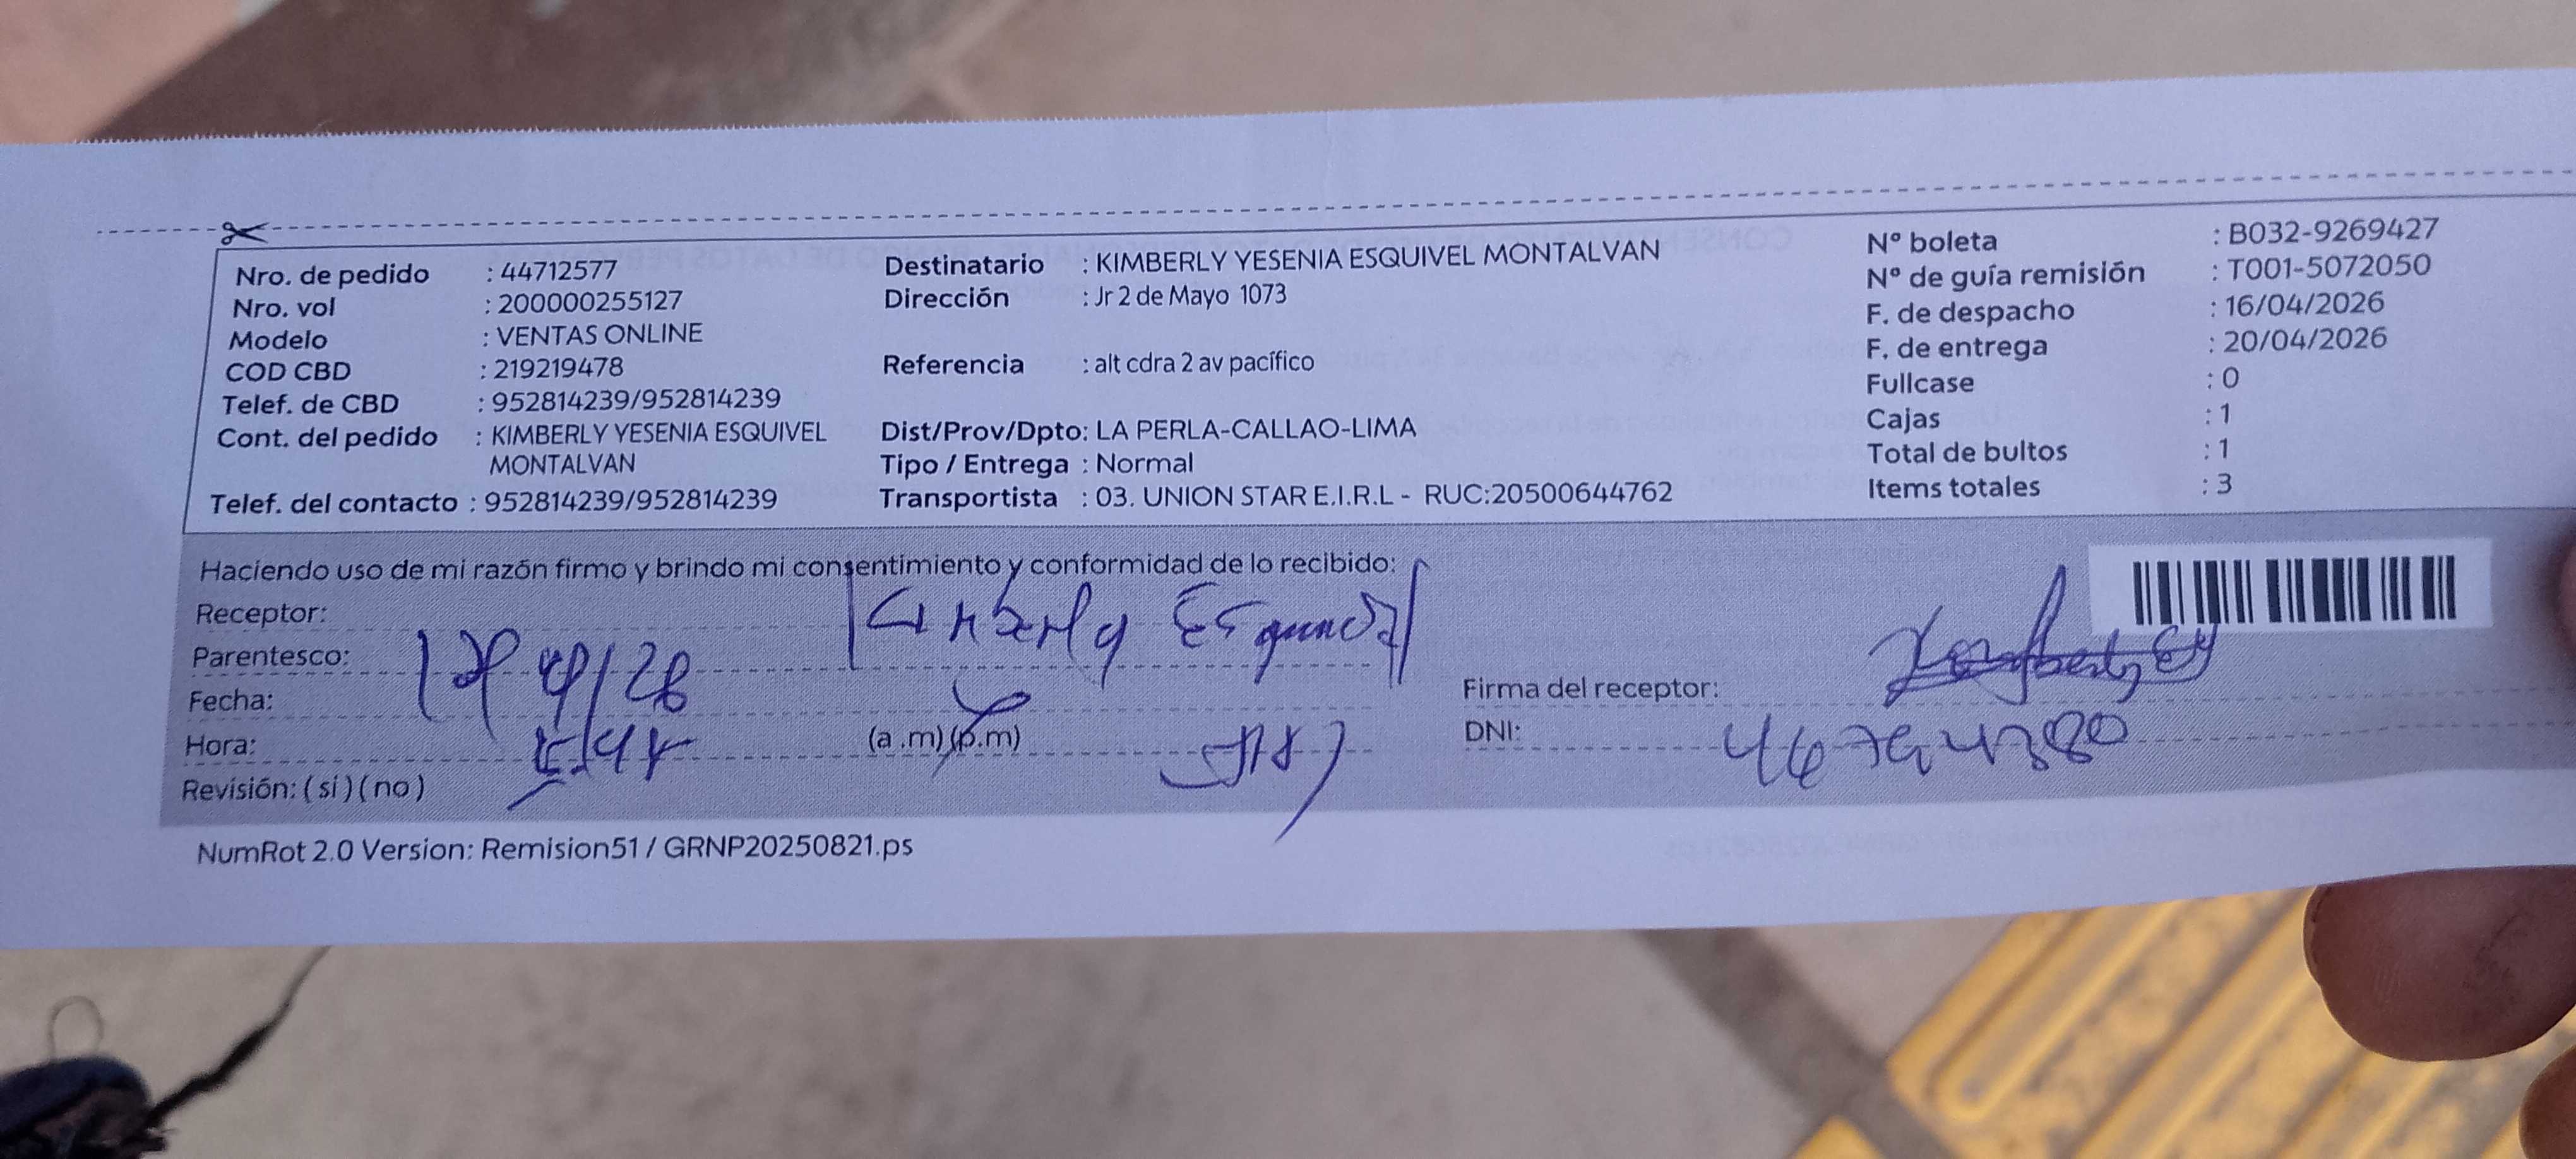 Nro. de pedido : 44712577
Nro. vol : 200000255127
Modelo : VENTAS ONLINE
COD CBD : 219219478
Telef. de CBD : 952814239/952814239
Cont. del pedido : KIMBERLY YESENIA ESQUIVEL
MONTALVAN
Telef. del contacto : 952814239/952814239
Destinatario : KIMBERLY YESENIA ESQUIVEL MONTALVAN
Dirección : Jr 2 de Mayo 1073
Referencia : alt cdra 2 av pacífico
Dist/Prov/Dpto: LA PERLA-CALLAO-LIMA
Tipo / Entrega : Normal
Transportista : 03. UNION STAR E.I.R.L - RUC:20500644762
Nº boleta : B032-9269427
Nº de guía remisión : T001-5072050
F. de despacho : 16/04/2026
F. de entrega : 20/04/2026
Fullcase : 0
Cajas : 1
Total de bultos : 1
Items totales : 3
Haciendo uso de mi razón firmo y brindo mi consentimiento y conformidad de lo recibido:
Receptor:
Parentesco:
Fecha:
Hora: (a .m) (p.m)
Revisión: ( si ) ( no )
Firma del receptor:
DNI:
NumRot 2.0 Version: Remision51 / GRNP20250821.ps